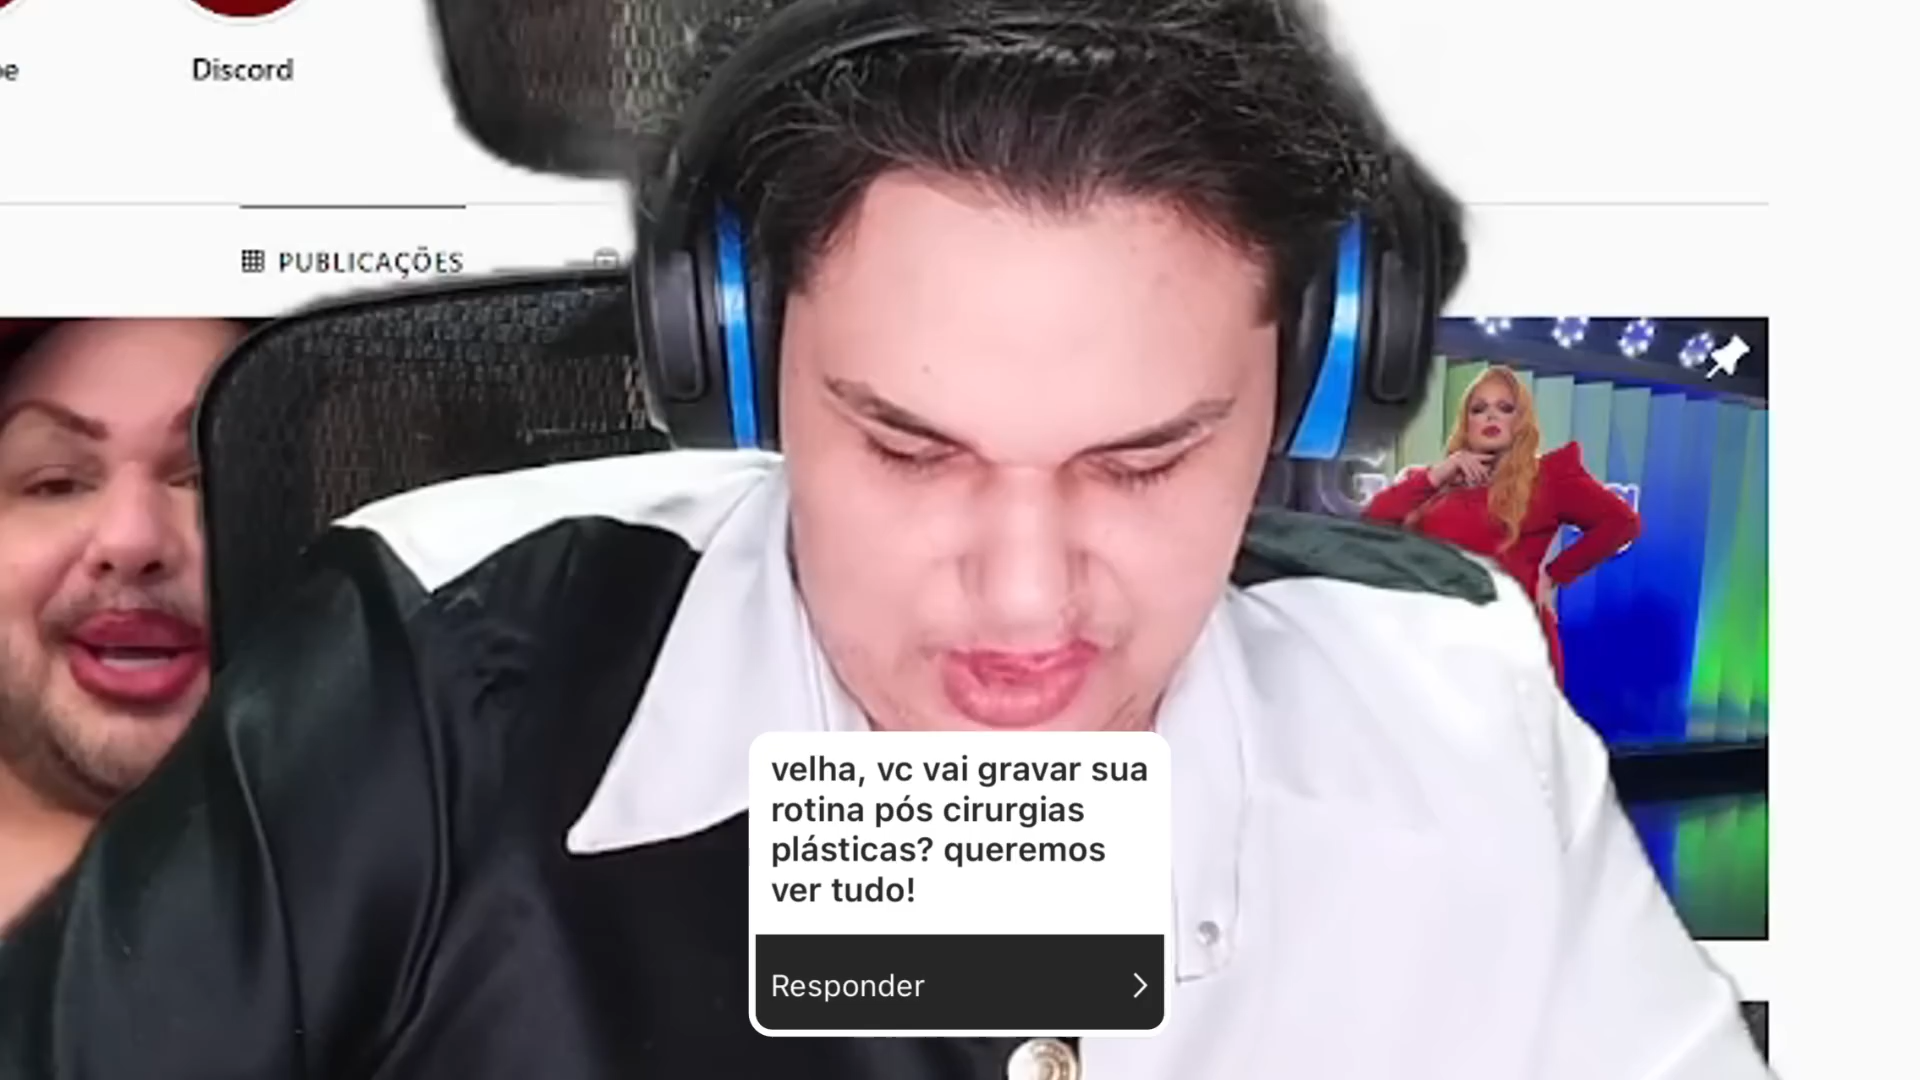 Discord
PUBLICAÇÕES
velha, vc vai gravar sua
rotina pós cirurgias
plásticas? queremos
ver tudo!
Responder